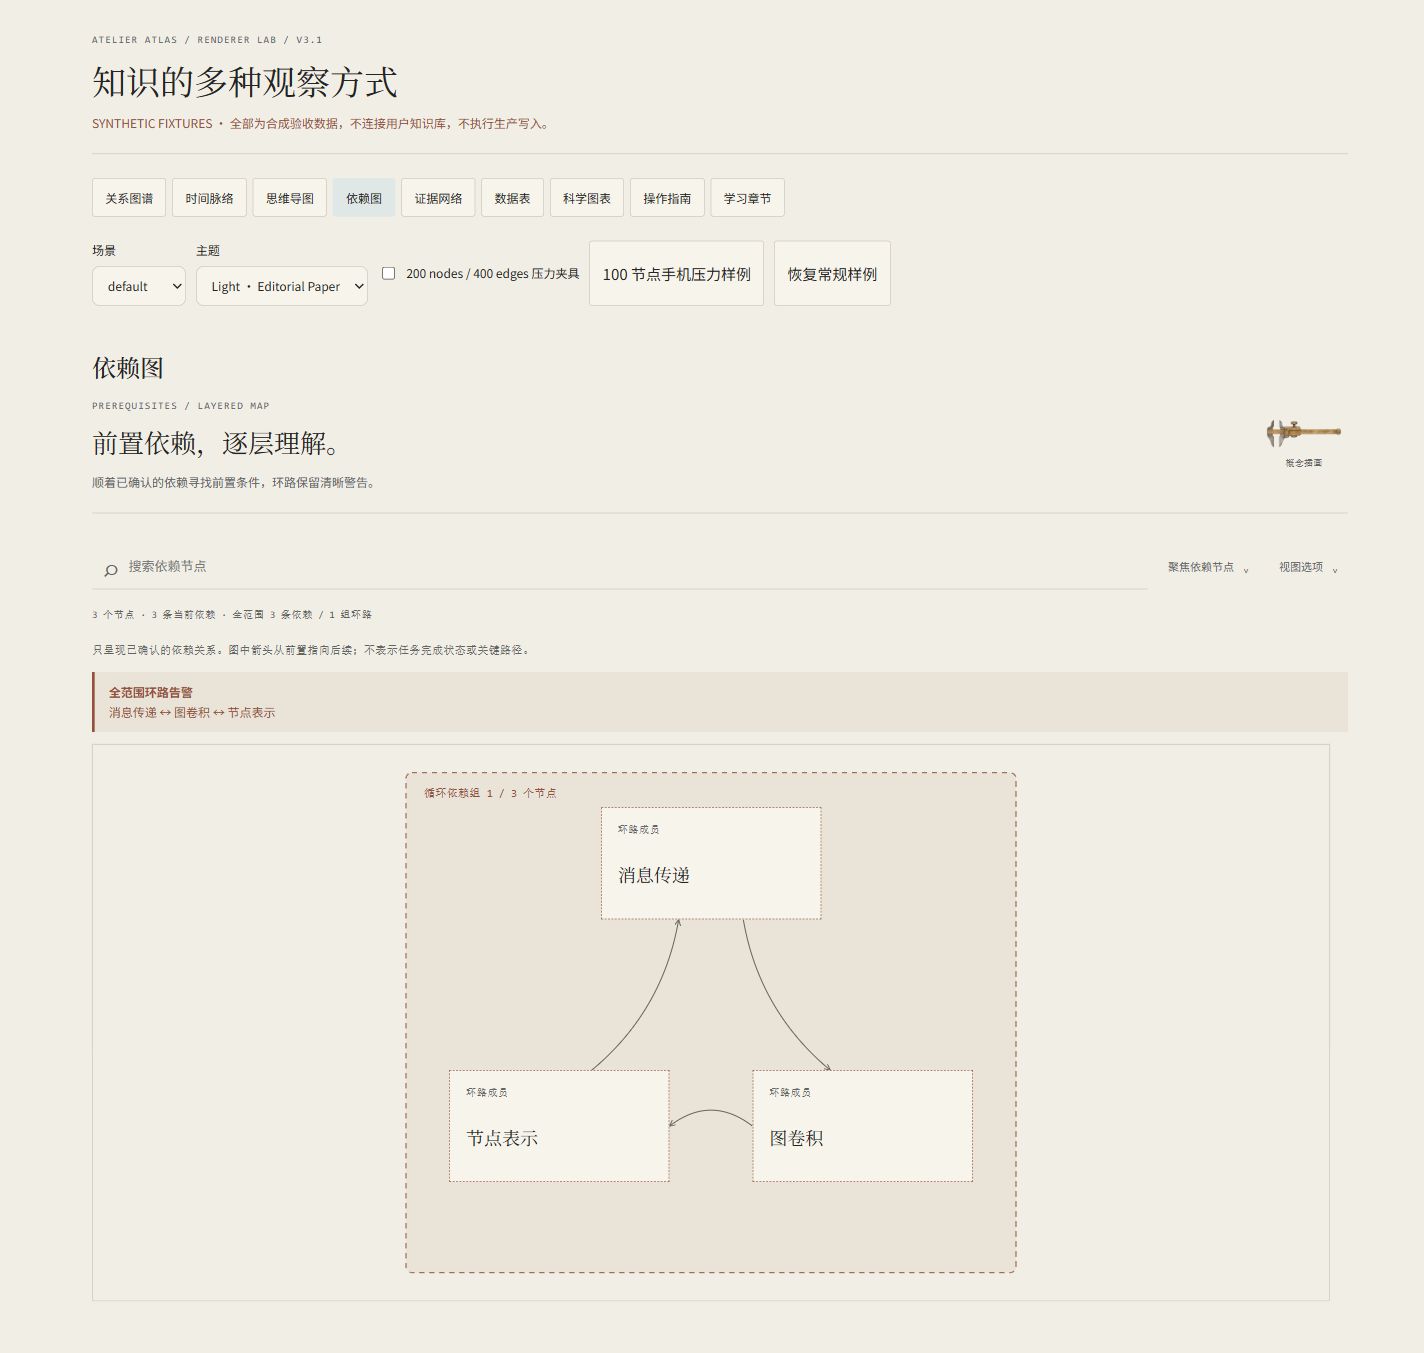 ATELIER ATLAS / RENDERER LAB / V3.1
知识的多种观察方式
SYNTHETIC FIXTURES · 全部为合成验收数据，不连接用户知识库，不执行生产写入。
关系图谱 时间脉络 思维导图 依赖图 证据网络 数据表 科学图表 操作指南 学习章节
场景 主题
default Light · Editorial Paper 200 nodes / 400 edges 压力夹具 100 节点手机压力样例 恢复常规样例
依赖图
PREREQUISITES / LAYERED MAP
前置依赖，逐层理解。
顺着已确认的依赖寻找前置条件，环路保留清晰警告。
概念插画
搜索依赖节点 聚焦依赖节点 视图选项
3 个节点 · 3 条当前依赖 · 全范围 3 条依赖 / 1 组环路
只呈现已确认的依赖关系。图中箭头从前置指向后续；不表示任务完成状态或关键路径。
全范围环路告警
消息传递 ↔ 图卷积 ↔ 节点表示
循环依赖组 1 / 3 个节点
环路成员
消息传递
环路成员
节点表示
环路成员
图卷积